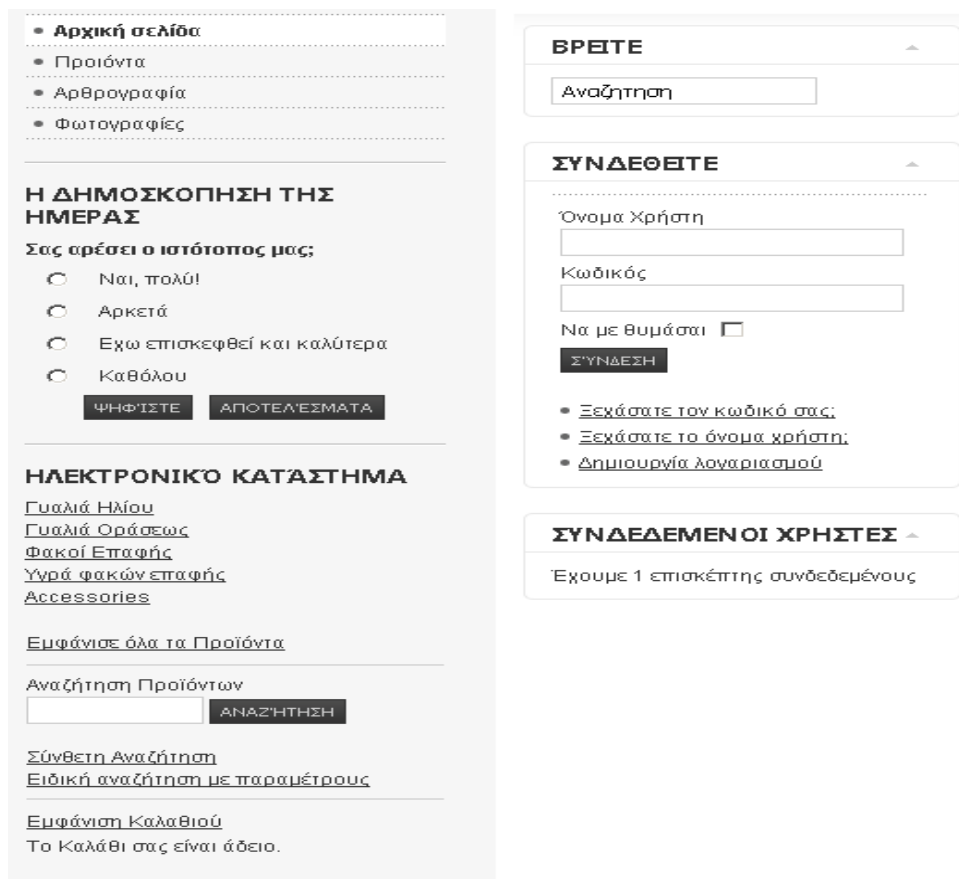 Αρχική σελίδα
Προιόντα
Αρθρογραφία
Φωτογραφίες
Η ΔΗΜΟΣΚΟΠΗΣΗ ΤΗΣ
ΗΜΕΡΑΣ
Σας αρέσει ο ιστότοπος μας;
Ναι, πολύ!
Αρκετά
Εχω επισκεφθεί και καλύτερα
Καθόλου
ΨΗΦΊΣΤΕ ΑΠΟΤΕΛΈΣΜΑΤΑ
ΗΛΕΚΤΡΟΝΙΚΌ ΚΑΤΆΣΤΗΜΑ
Γυαλιά Ηλίου
Γυαλιά Οράσεως
Φακοί Επαφής
Υγρά φακών επαφής
Accessories
Εμφάνισε όλα τα Προϊόντα
Αναζήτηση Προϊόντων
ΑΝΑΖΉΤΗΣΗ
Σύνθετη Αναζήτηση
Ειδική αναζήτηση με παραμέτρους
Εμφάνιση Καλαθιού
Το Καλάθι σας είναι άδειο.
ΒΡΕΙΤΕ
Αναζητηση
ΣΥΝΔΕΘΕΙΤΕ
Όνομα Χρήστη
Κωδικός
Να με θυμάσαι
ΣΎΝΔΕΣΗ
Ξεχάσατε τον κωδικό σας;
Ξεχάσατε το όνομα χρήστη;
Δημιουργία λογαριασμού
ΣΥΝΔΕΔΕΜΕΝΟΙ ΧΡΗΣΤΕΣ
Έχουμε 1 επισκέπτης συνδεδεμένους